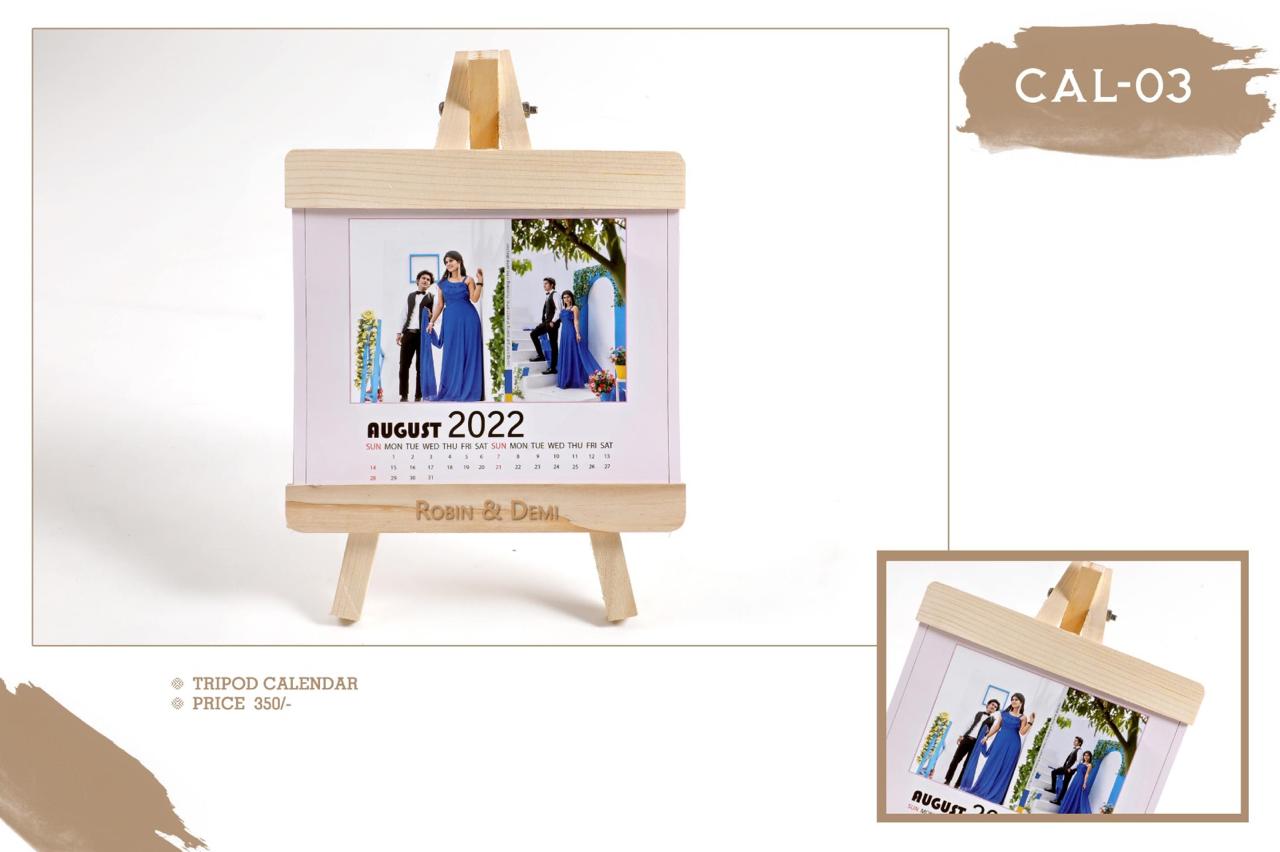 CAL-03
AUGUST 2022
SUN MON TUE WED THU FRI SAT SUN MON TUE WED THU FRI SAT
1 2 3 4 5 6 7 8 9 10 11 12 13
14 15 16 17 18 19 20 21 22 23 24 25 26 27
28 29 30 31
ROBIN & DEMI
TRIPOD CALENDAR
PRICE 350/-
AUGUST
SUN